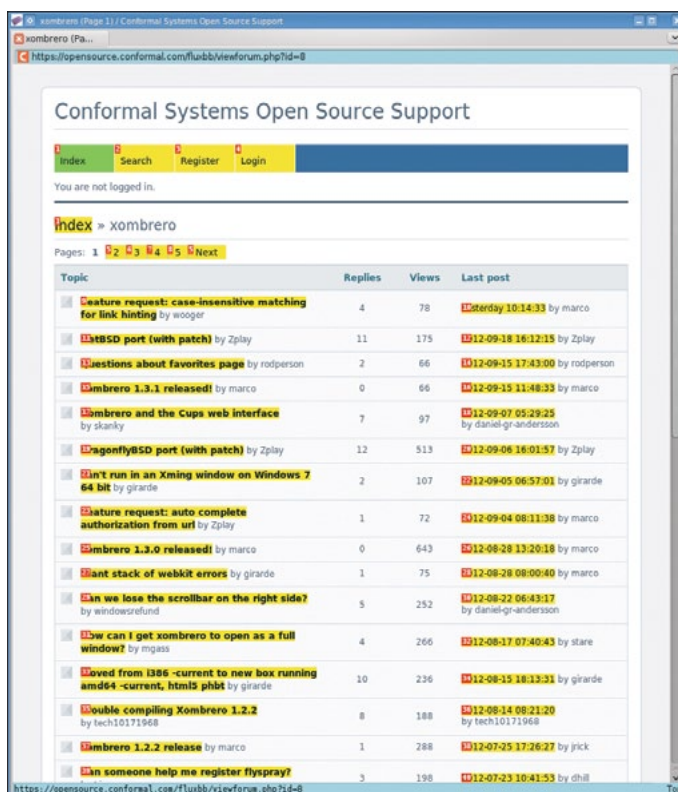 xombrero (Page 1) / Conformal Systems Open Source Support
xombrero (Pa...
https://opensource.conformal.com/fluxbb/viewforum.php?id=8
Conformal Systems Open Source Support
1 2 3 4
Index Search Register Login
You are not logged in.
Index » xombrero
Pages: 1 2 3 4 5 Next
Topic Replies Views Last post
eature request: case-insensitive matching
for link hinting by wooger 4 78 sterday 10:14:33 by marco
tBSD port (with patch) by Zplay 11 175 12-09-18 16:12:15 by Zplay
uestions about favorites page by rodperson 2 66 12-09-15 17:43:00 by rodperson
mbrero 1.3.1 released! by marco 0 66 12-09-15 11:48:33 by marco
ombrero and the Cups web interface
by skanky 7 97 12-09-07 05:29:25
by daniel-gr-andersson
ragonflyBSD port (with patch) by Zplay 12 513 12-09-06 16:01:57 by Zplay
an't run in an Xming window on Windows 7
64 bit by girarde 2 107 12-09-05 06:57:01 by girarde
eature request: auto complete
authorization from url by Zplay 1 72 12-09-04 08:11:38 by marco
mbrero 1.3.0 released! by marco 0 643 12-08-28 13:20:18 by marco
ant stack of webkit errors by girarde 1 75 12-08-28 08:00:40 by marco
an we lose the scrollbar on the right side?
by windowsrefund 5 252 12-08-22 06:43:17
by daniel-gr-andersson
ow can I get xombrero to open as a full
window? by mgass 4 266 12-08-17 07:40:43 by stare
oved from i386 -current to new box running
amd64 -current, html5 phbt by girarde 10 236 12-08-15 18:13:31 by girarde
rouble compiling Xombrero 1.2.2
by tech10171968 8 188 12-08-14 08:21:20
by tech10171968
mbrero 1.2.2 release by marco 1 288 12-07-25 17:26:27 by jrick
an someone help me register flyspray?
3 198 12-07-23 10:41:53 by dhill
https://opensource.conformal.com/fluxbb/viewforum.php?id=8